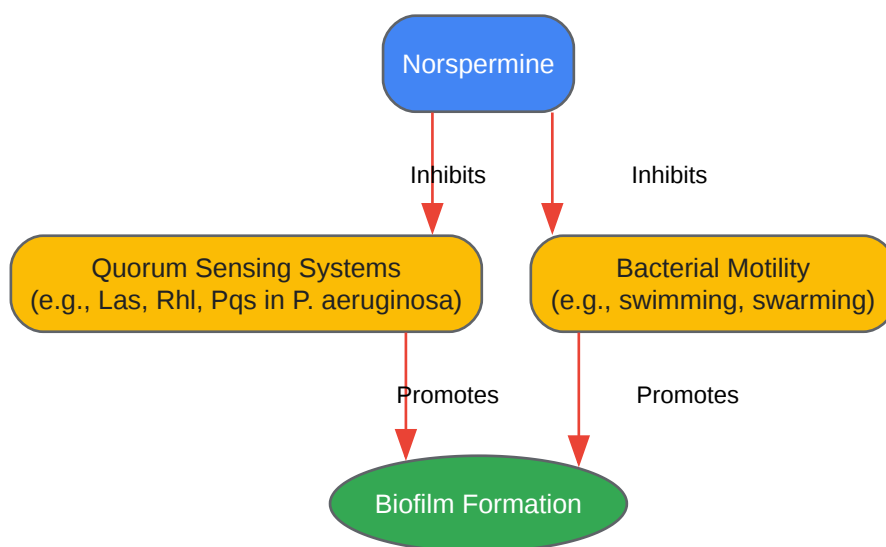 Norspermine
Inhibits
Inhibits
Quorum Sensing Systems
(e.g., Las, Rhl, Pqs in P. aeruginosa)
Bacterial Motility
(e.g., swimming, swarming)
Promotes
Promotes
Biofilm Formation